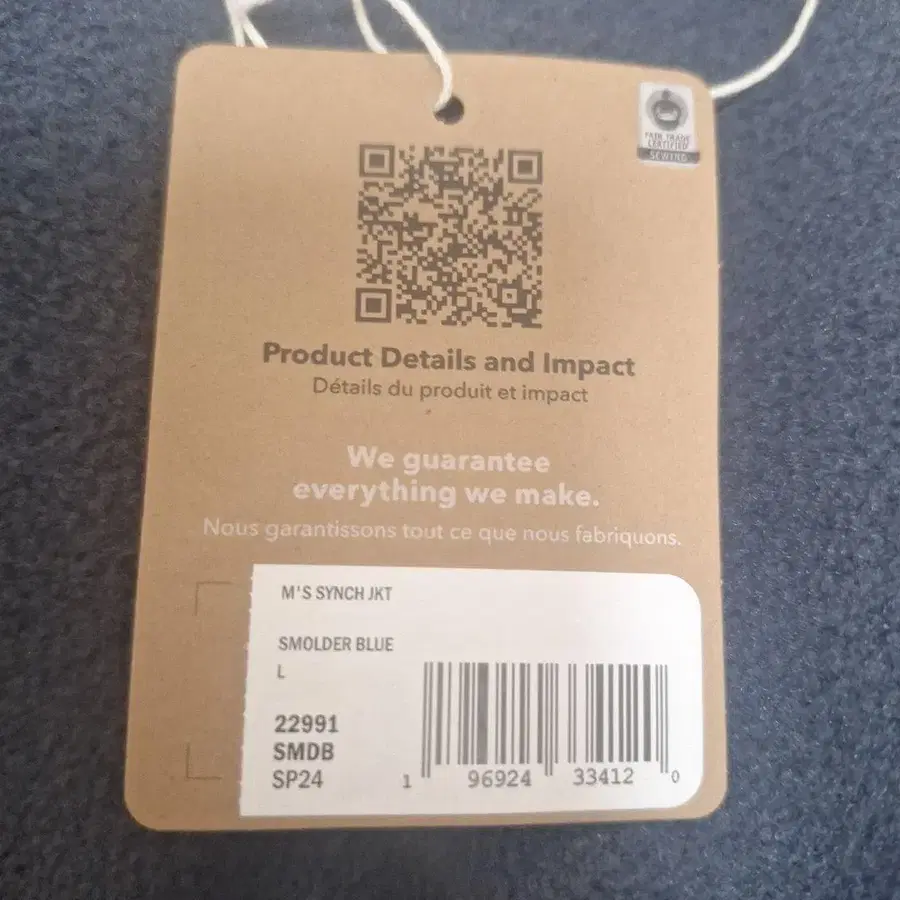 FAIR TRADE
CERTIFIED
SEWING
Product Details and Impact
Détails du produit et impact
We guarantee
everything we make.
Nous garantissons tout ce que nous fabriquons.
M'S SYNCH JKT
SMOLDER BLUE
L
22991
SMDB
SP24
1 96924 33412 0